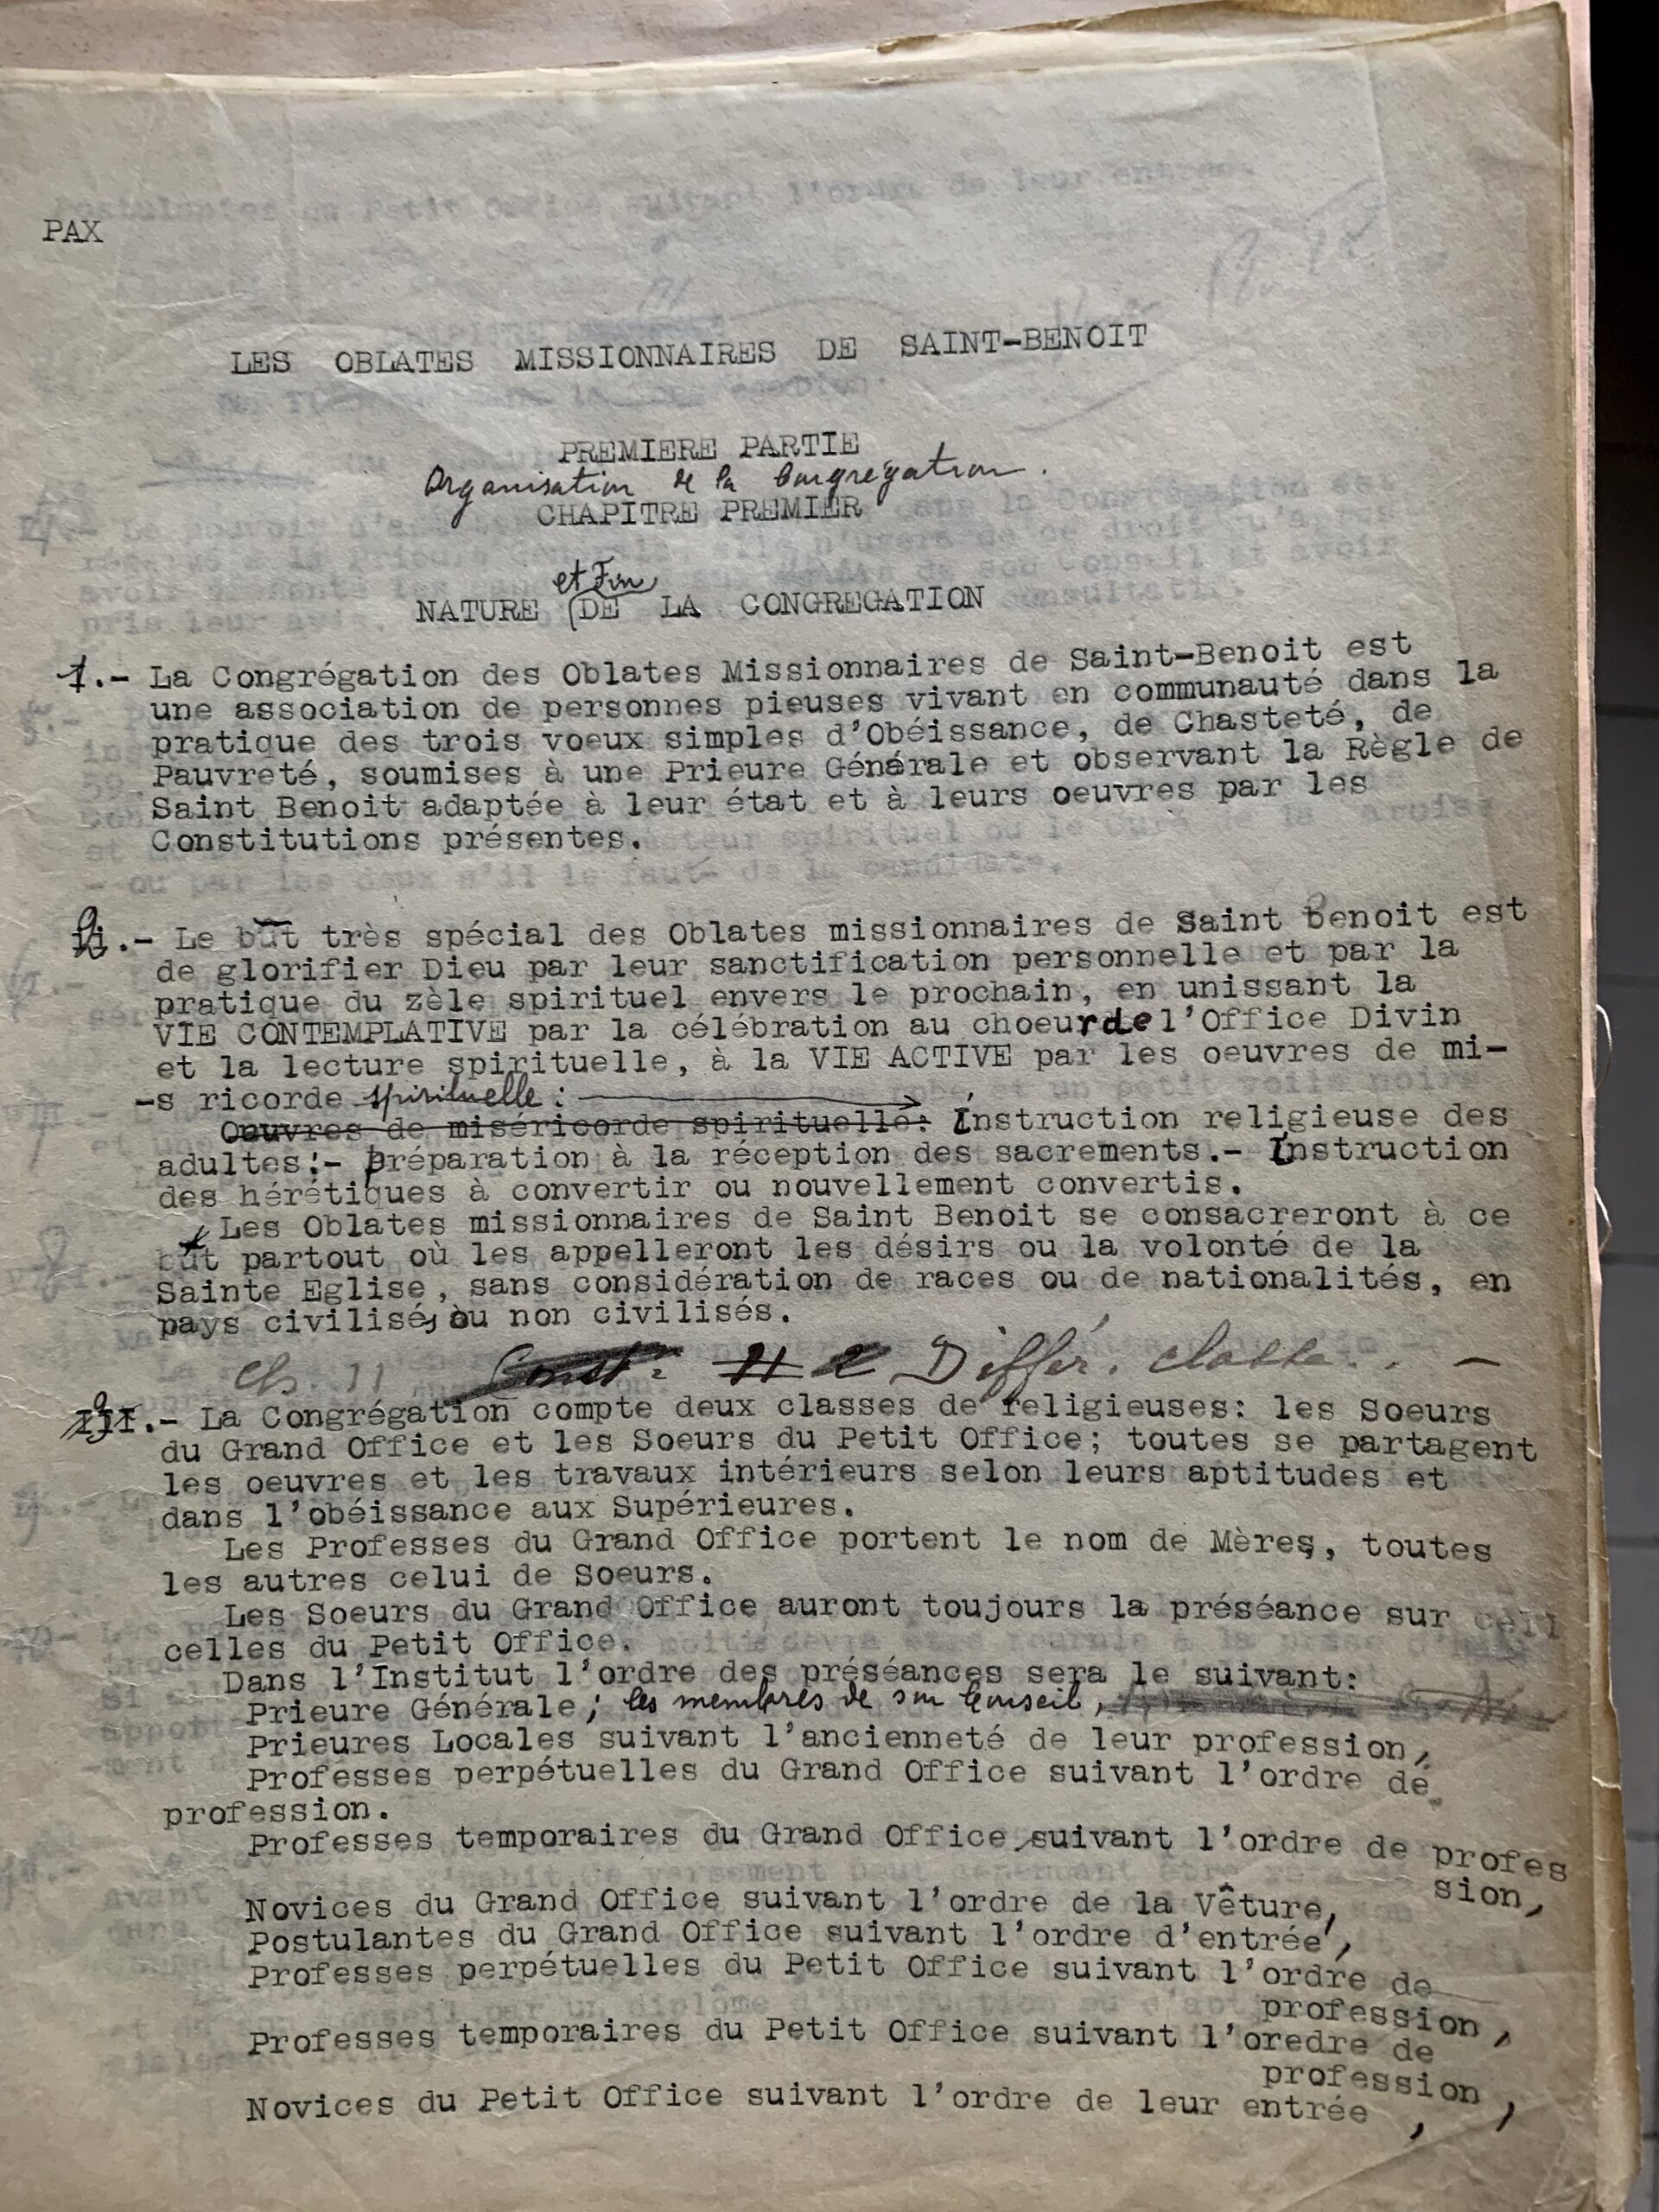 PAX
LES OBLATES MISSIONNAIRES DE SAINT-BENOIT
PREMIERE PARTIE
Organisation de la Congrégation.
CHAPITRE PREMIER
et Fin
NATURE DE LA CONGREGATION
1.- La Congrégation des Oblates Missionnaires de Saint-Benoit est
une association de personnes pieuses vivant en communauté dans la
pratique des trois voeux simples d'Obéissance, de Chasteté, de
Pauvreté, soumises à une Prieure Générale et observant la Règle de
Saint Benoit adaptée à leur état et à leurs oeuvres par les
Constitutions présentes.
2.- Le but très spécial des Oblates missionnaires de Saint Benoit est
de glorifier Dieu par leur sanctification personnelle et par la
pratique du zèle spirituel envers le prochain, en unissant la
VIE CONTEMPLATIVE par la célébration au choeur de l'Office Divin
et la lecture spirituelle, à la VIE ACTIVE par les oeuvres de mi-
-s ricorde spirituelle :
Oeuvres de miséricorde spirituelle: Instruction religieuse des
adultes:- préparation à la réception des sacrements.- Instruction
des hérétiques à convertir ou nouvellement convertis.
Les Oblates missionnaires de Saint Benoit se consacreront à ce
but partout où les appelleront les désirs ou la volonté de la
Sainte Eglise, sans considération de races ou de nationalités, en
pays civilisés ou non civilisés.
Ch. II Const. II 2 Différ. classe.. -
III.- La Congrégation compte deux classes de religieuses: les Soeurs
du Grand Office et les Soeurs du Petit Office; toutes se partagent
les oeuvres et les travaux intérieurs selon leurs aptitudes et
dans l'obéissance aux Supérieures.
Les Professes du Grand Office portent le nom de Mères, toutes
les autres celui de Soeurs.
Les Soeurs du Grand Office auront toujours la préséance sur cell
celles du Petit Office.
Dans l'Institut l'ordre des préséances sera le suivant:
Prieure Générale; les membres de son Conseil,
Prieures Locales suivant l'ancienneté de leur profession,
Professes perpétuelles du Grand Office suivant l'ordre de
profession.
Professes temporaires du Grand Office suivant l'ordre de profes
sion,
Novices du Grand Office suivant l'ordre de la Vêture,
Postulantes du Grand Office suivant l'ordre d'entrée,
Professes perpétuelles du Petit Office suivant l'ordre de
profession,
Professes temporaires du Petit Office suivant l'oredre de
profession,
Novices du Petit Office suivant l'ordre de leur entrée,